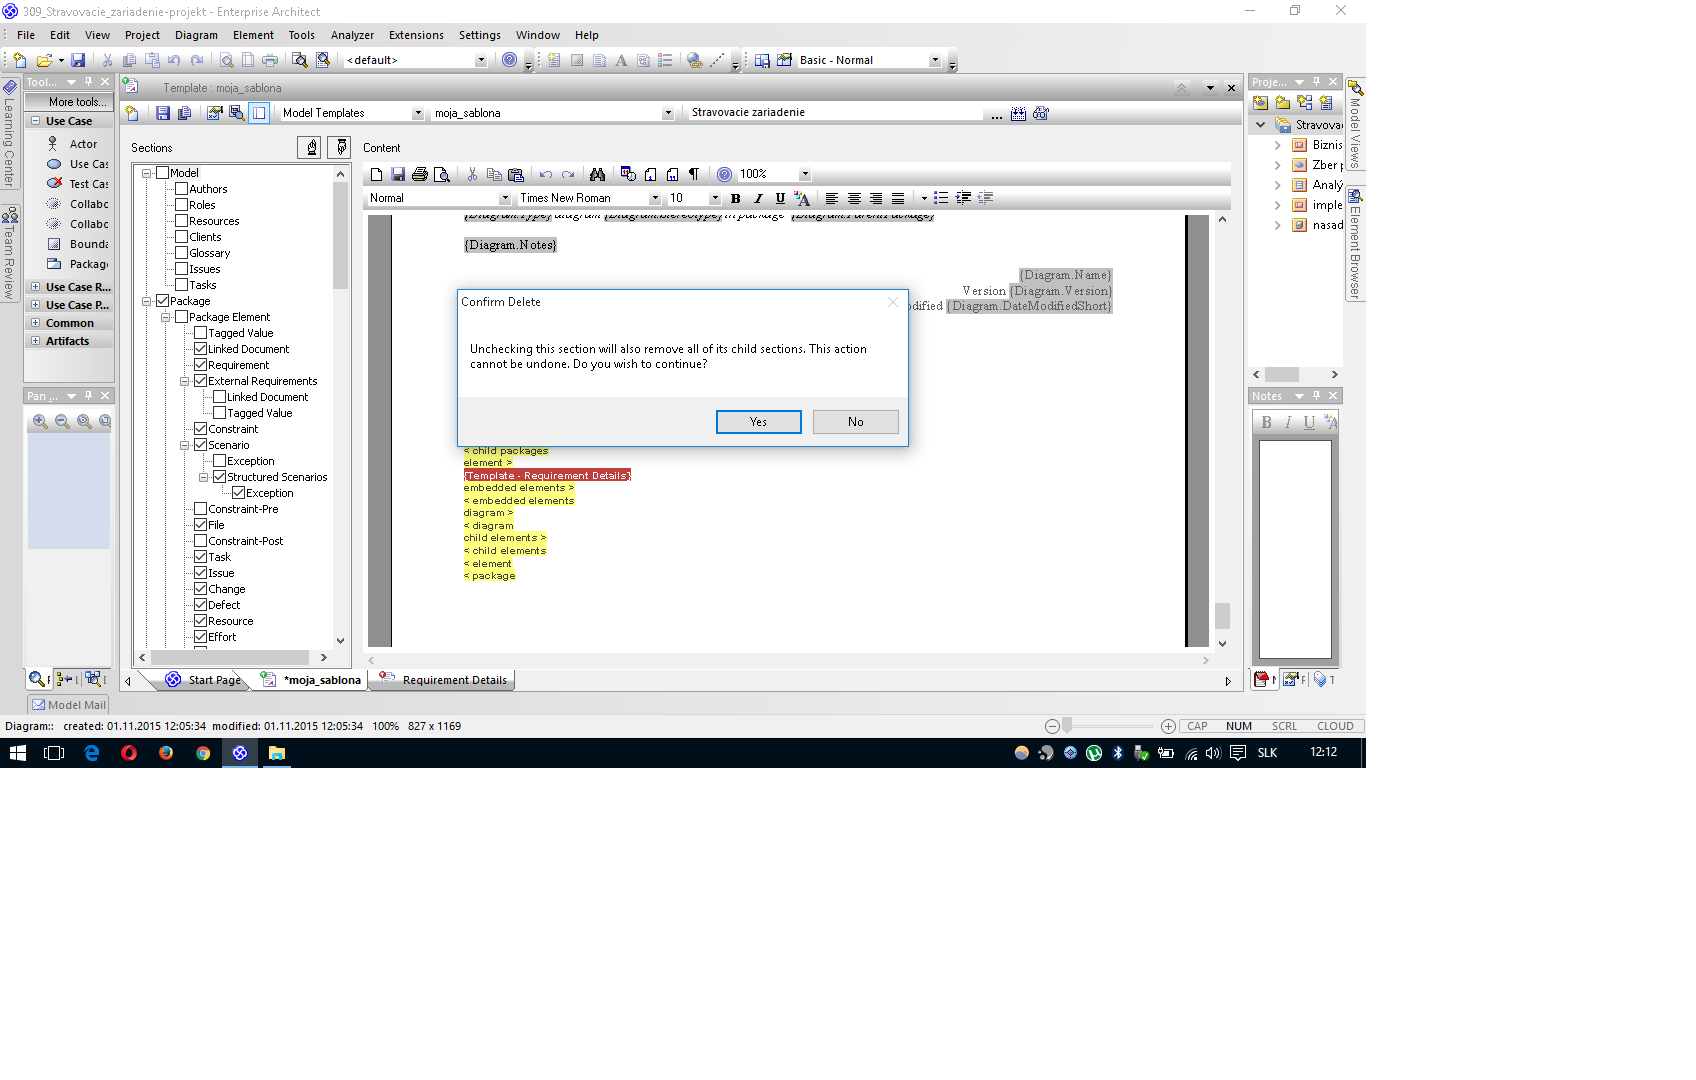 309_Stravovacie_zariadenie-projekt - Enterprise Architect
File Edit View Project Diagram Element Tools Analyzer Extensions Settings Window Help
<default>
Basic - Normal
Tool...
More tools...
Use Case
Actor
Use Cas
Test Cas
Collabo
Collabo
Bounda
Package
Use Case R...
Use Case P...
Common
Artifacts
Learning Center
Team Review
Pan ...
Template : moja_sablona
Model Templates
moja_sablona
Stravovacie zariadenie
...
Sections
Content
Model
Authors
Roles
Resources
Clients
Glossary
Issues
Tasks
Package
Package Element
Tagged Value
Linked Document
Requirement
External Requirements
Linked Document
Tagged Value
Constraint
Scenario
Exception
Structured Scenarios
Exception
Constraint-Pre
File
Constraint-Post
Task
Issue
Change
Defect
Resource
Effort
100%
Normal
Times New Roman
10
B I U
{Diagram.Type} diagram {Diagram.Stereotype} in package '{Diagram.ParentPackage}'
{Diagram.Notes}
{Diagram.Name}
Version {Diagram.Version}
odified {Diagram.DateModifiedShort}
Confirm Delete
Unchecking this section will also remove all of its child sections. This action
cannot be undone. Do you wish to continue?
Yes
No
< child packages
element >
{Template - Requirement Details}
embedded elements >
< embedded elements
diagram >
< diagram
child elements >
< child elements
< element
< package
Start Page
*moja_sablona
Requirement Details
Proje...
Stravova
Biznis
Zber p
Analý
imple
nasad
Model Views
Element Browser
Notes
B I U
Model Mail
Diagram:: created: 01.11.2015 12:05:34 modified: 01.11.2015 12:05:34 100% 827 x 1169
CAP NUM SCRL CLOUD
SLK
12:12